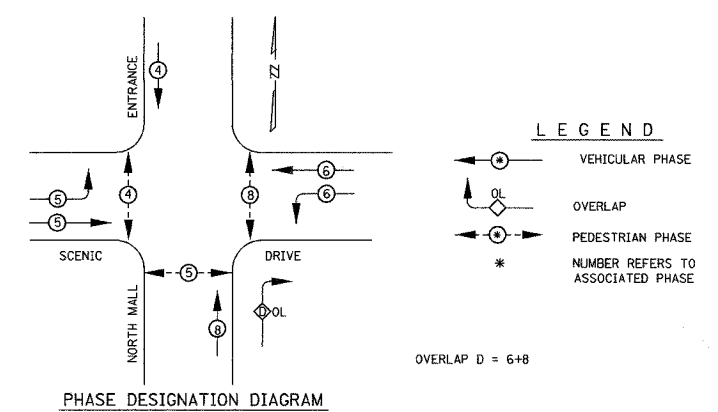 ENTRANCE
4
N
L E G E N D
* VEHICULAR PHASE
OL OVERLAP
* PEDESTRIAN PHASE
* NUMBER REFERS TO
ASSOCIATED PHASE
5
5
4
8
6
6
SCENIC
DRIVE
5
NORTH MALL
8
D OL
OVERLAP D = 6+8
PHASE DESIGNATION DIAGRAM